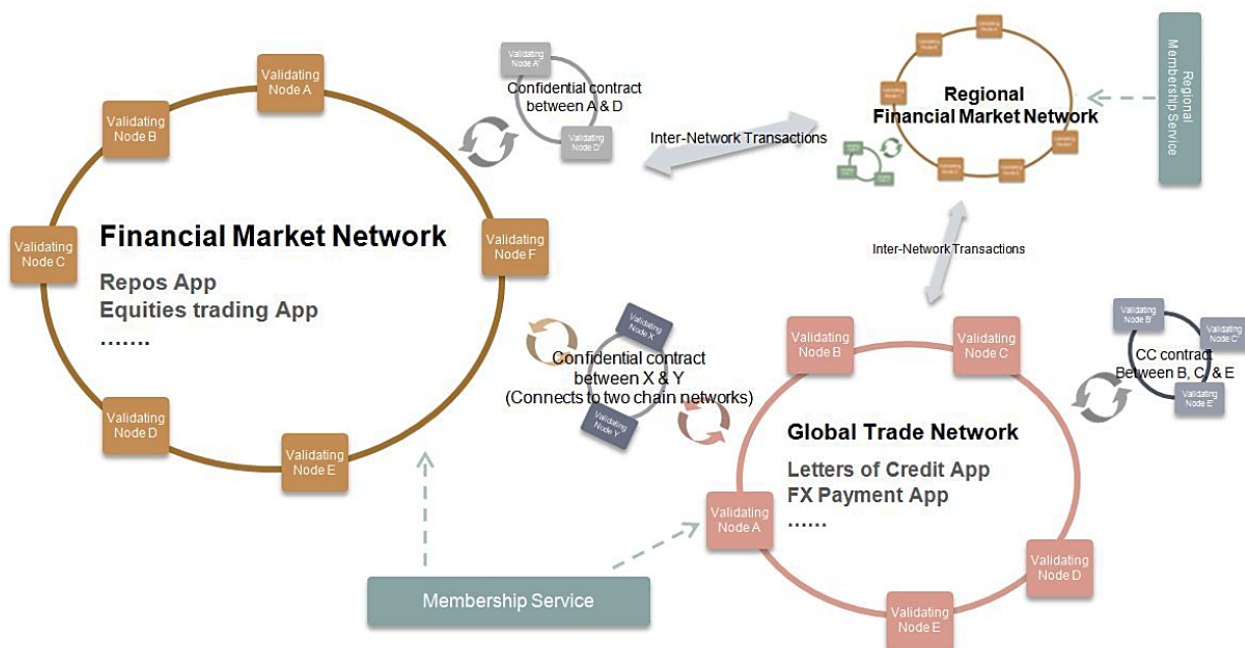 Validating
Node A
Validating
Node B
Validating
Node C
Validating
Node D
Validating
Node E
Validating
Node F
Financial Market Network
Repos App
Equities trading App
…….
Validating
Node A'
Confidential contract
between A & D
Validating
Node D'
Inter-Network Transactions
Regional
Financial Market Network
Regional
Membership Service
Inter-Network Transactions
Validating
Node X
Confidential contract
between X & Y
(Connects to two chain networks)
Validating
Node Y
Validating
Node B
Validating
Node C
Validating
Node A
Validating
Node D
Validating
Node E
Global Trade Network
Letters of Credit App
FX Payment App
……
Validating
Node B'
Validating
Node C'
CC contract
Between B, C, & E
Validating
Node E'
Membership Service